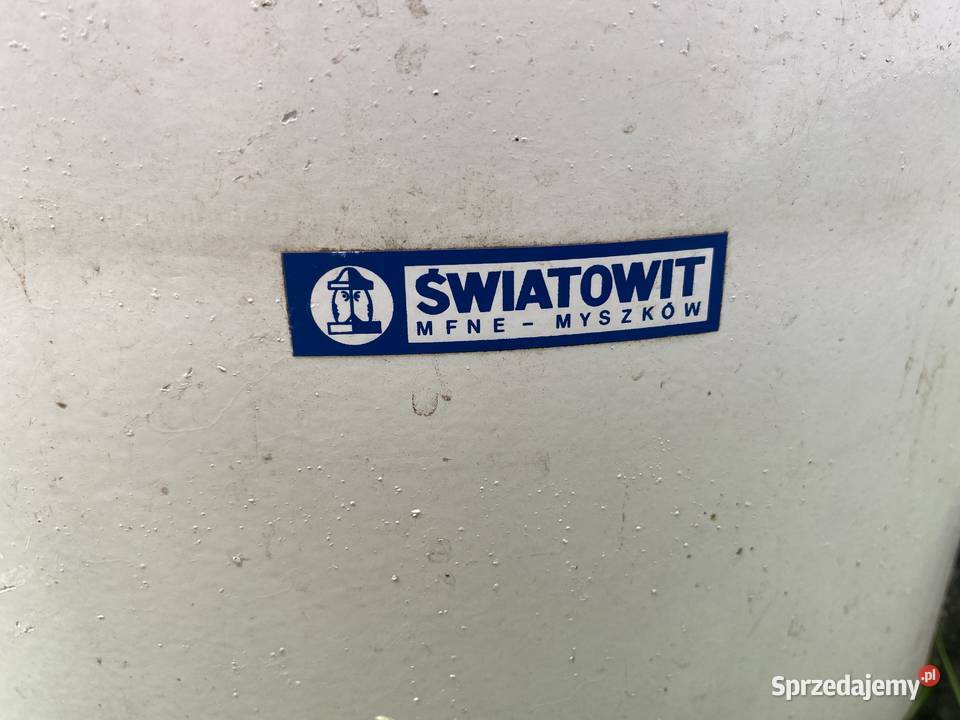 ŚWIATOWIT
MFNE - MYSZKÓW
Sprzedajemy.pl